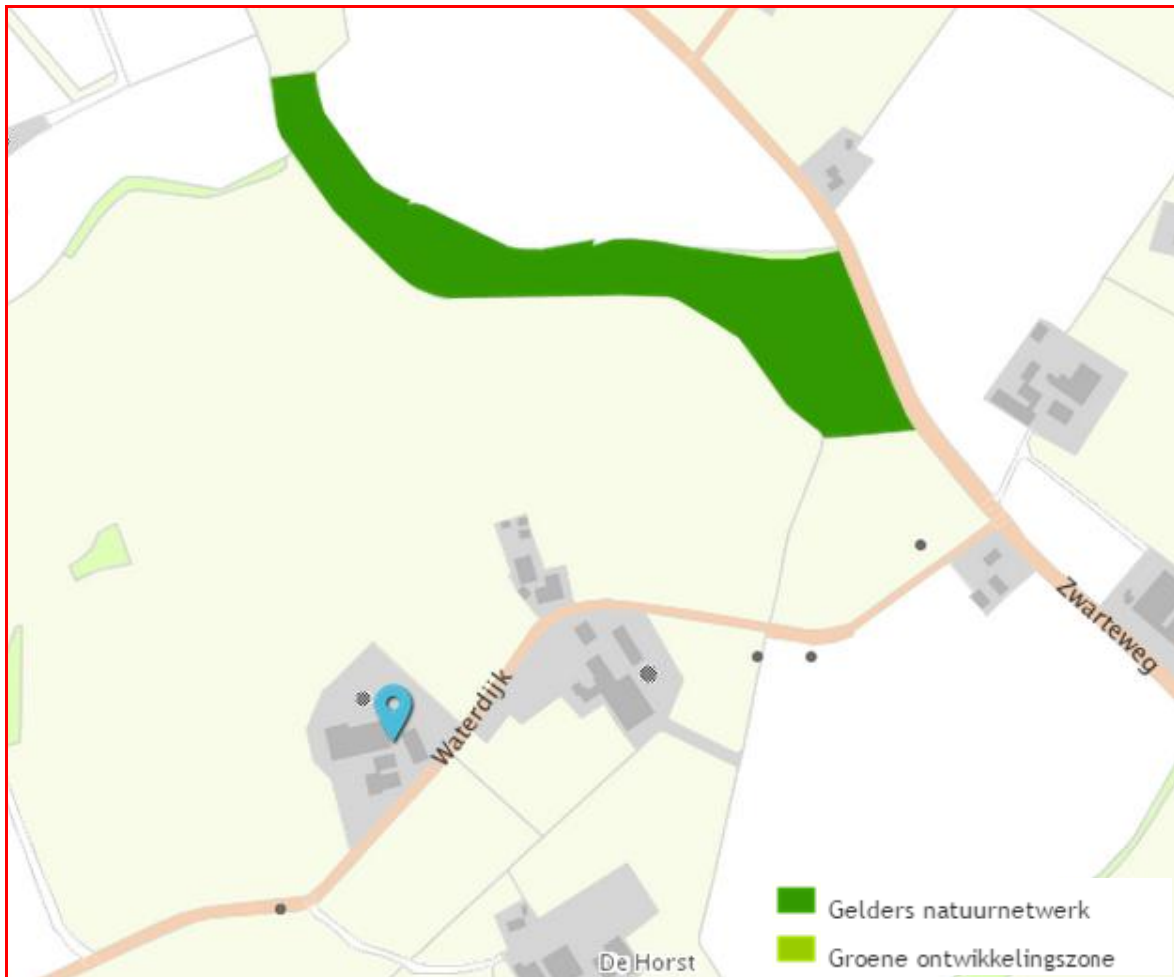 Zwarteweg
Waterdijk
De Horst
Gelders natuurnetwerk
Groene ontwikkelingszone